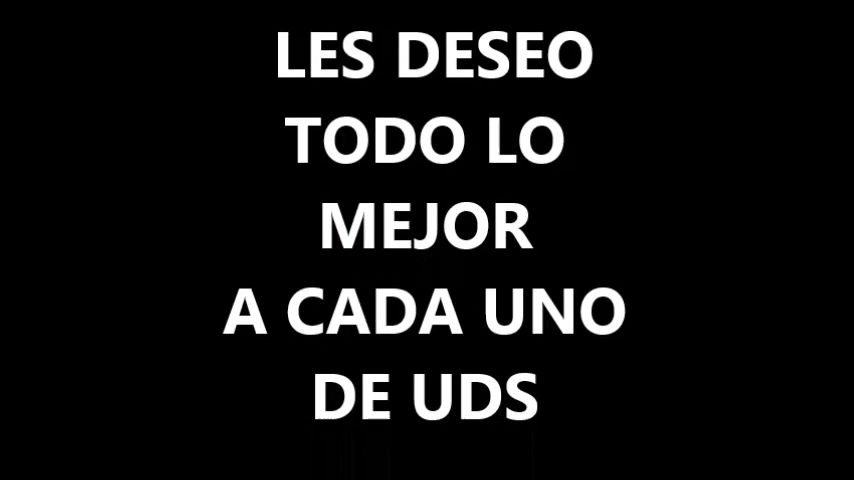 LES DESEO
TODO LO
MEJOR
A CADA UNO
DE UDS